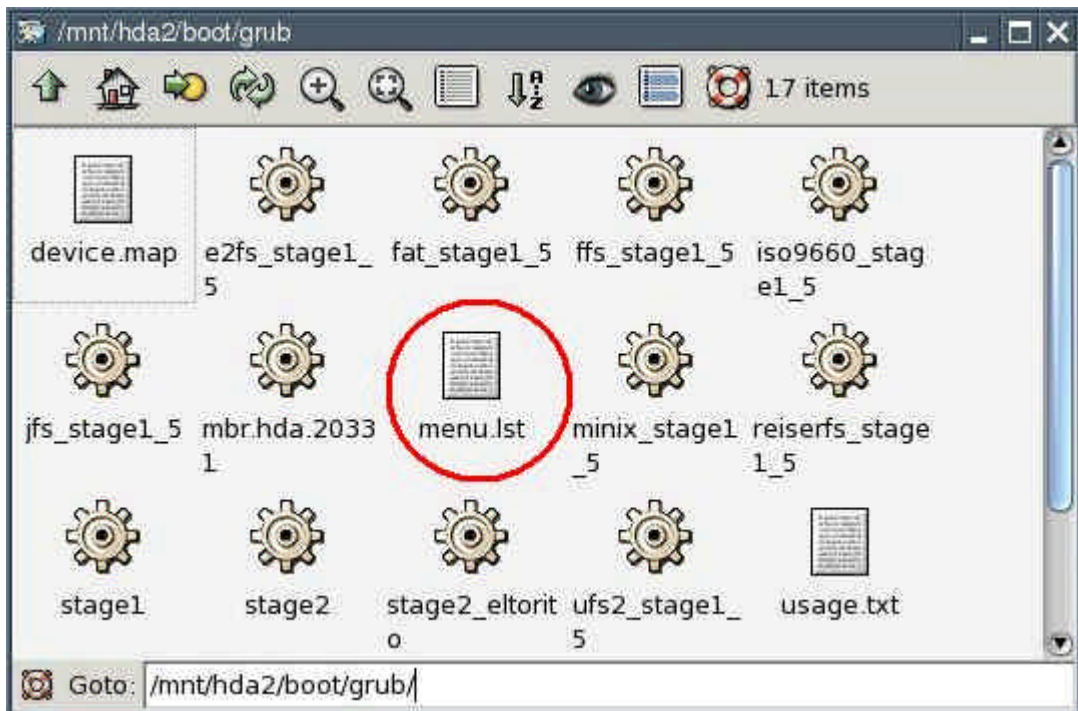 /mnt/hda2/boot/grub
17 items
device.map
e2fs_stage1_
5
fat_stage1_5
ffs_stage1_5
iso9660_stag
e1_5
jfs_stage1_5
mbr.hda.2033
1
menu.lst
minix_stage1
_5
reiserfs_stage
1_5
stage1
stage2
stage2_eltorit
o
ufs2_stage1_
5
usage.txt
Goto: /mnt/hda2/boot/grub/